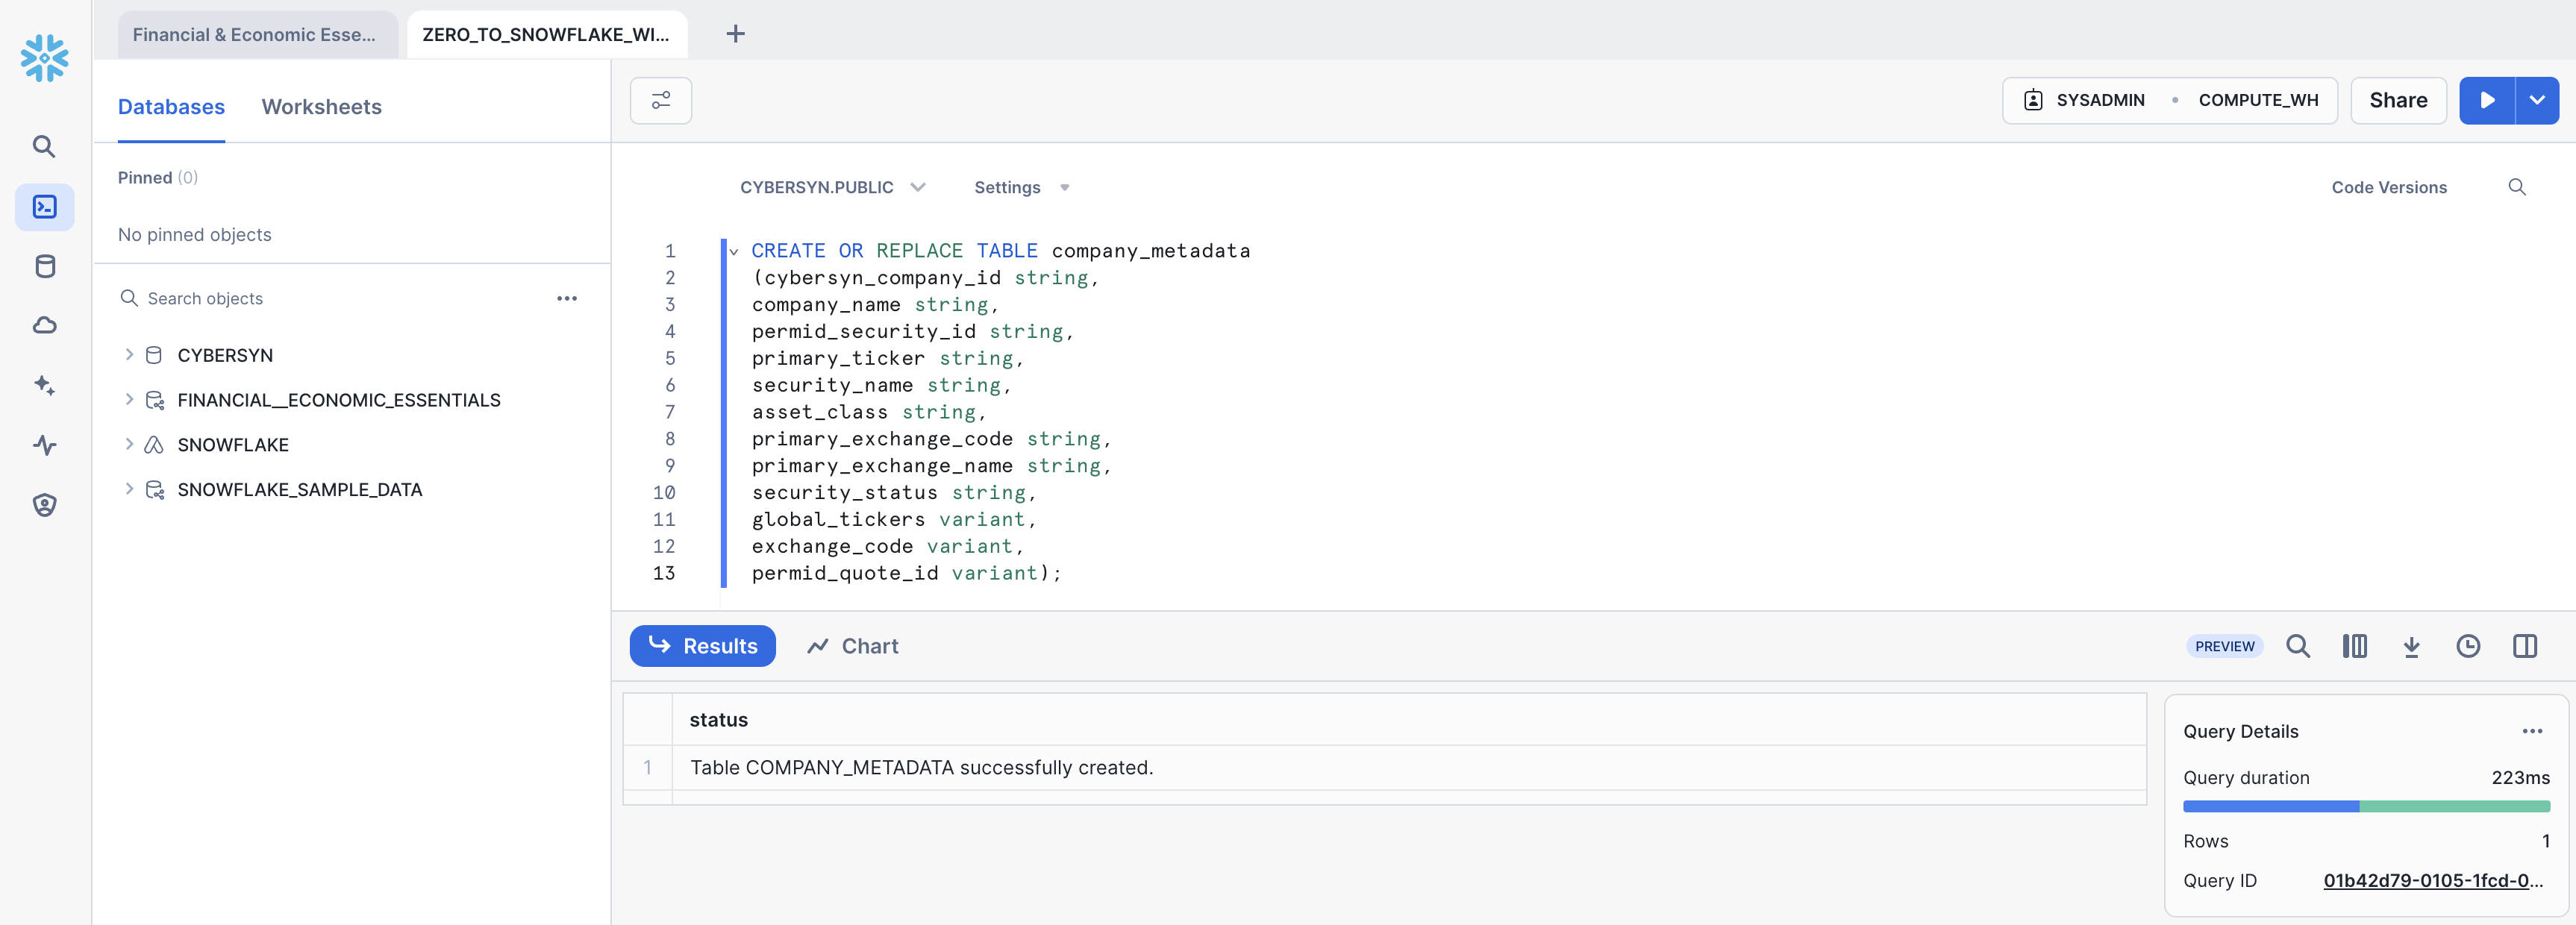 Financial & Economic Esse...
ZERO_TO_SNOWFLAKE_WI...
Databases
Worksheets
Pinned (0)
No pinned objects
Search objects
CYBERSYN
FINANCIAL__ECONOMIC_ESSENTIALS
SNOWFLAKE
SNOWFLAKE_SAMPLE_DATA
SYSADMIN • COMPUTE_WH
Share
CYBERSYN.PUBLIC
Settings
Code Versions
1 CREATE OR REPLACE TABLE company_metadata
2 (cybersyn_company_id string,
3 company_name string,
4 permid_security_id string,
5 primary_ticker string,
6 security_name string,
7 asset_class string,
8 primary_exchange_code string,
9 primary_exchange_name string,
10 security_status string,
11 global_tickers variant,
12 exchange_code variant,
13 permid_quote_id variant);
Results
Chart
PREVIEW
status
1 Table COMPANY_METADATA successfully created.
Query Details
Query duration 223ms
Rows 1
Query ID 01b42d79-0105-1fcd-0...